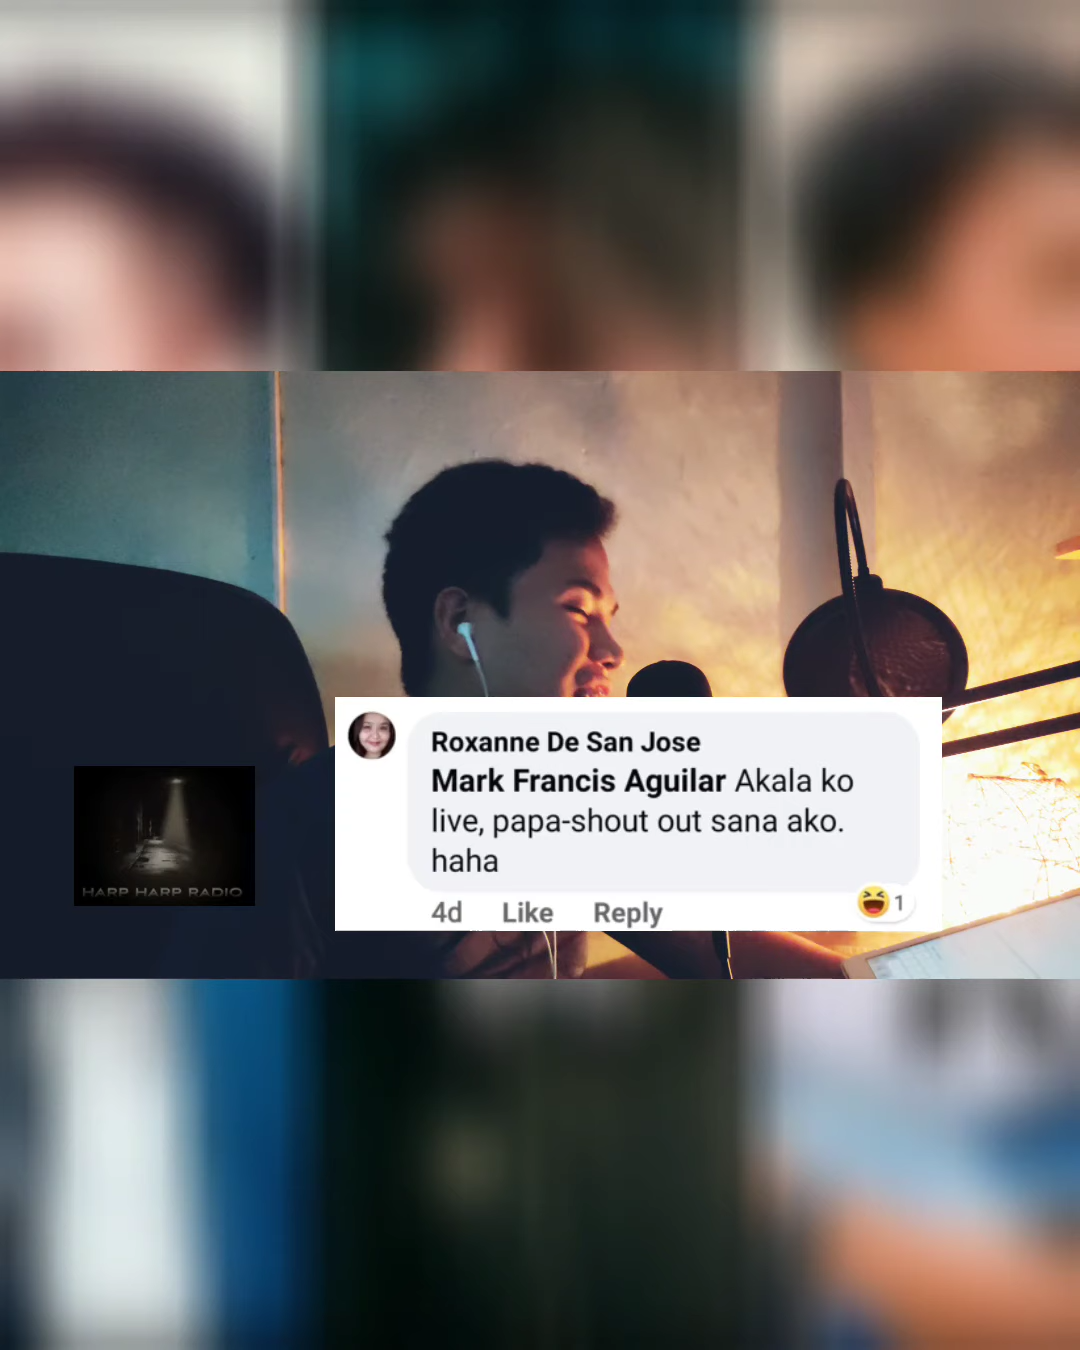 Roxanne De San Jose
Mark Francis Aguilar Akala ko
live, papa-shout out sana ako.
haha
4d Like Reply
1
HARP HARP RADIO